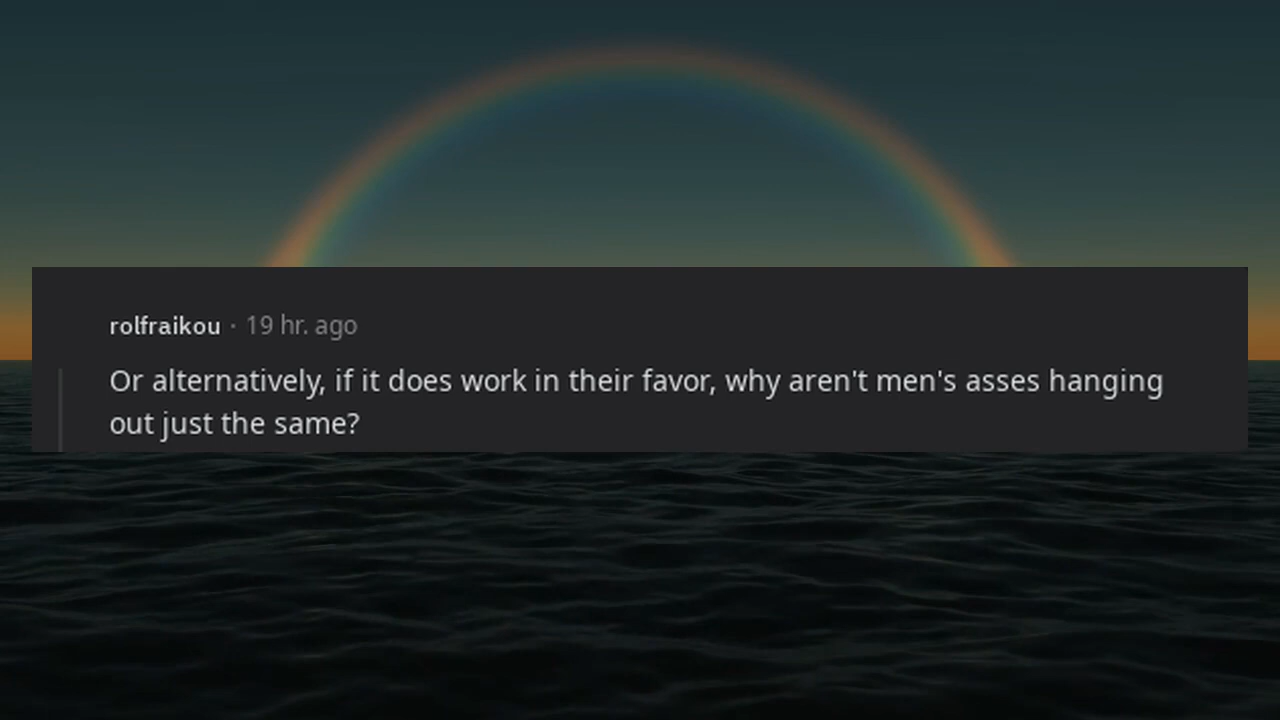 rolfraikou · 19 hr. ago
Or alternatively, if it does work in their favor, why aren't men's asses hanging
out just the same?